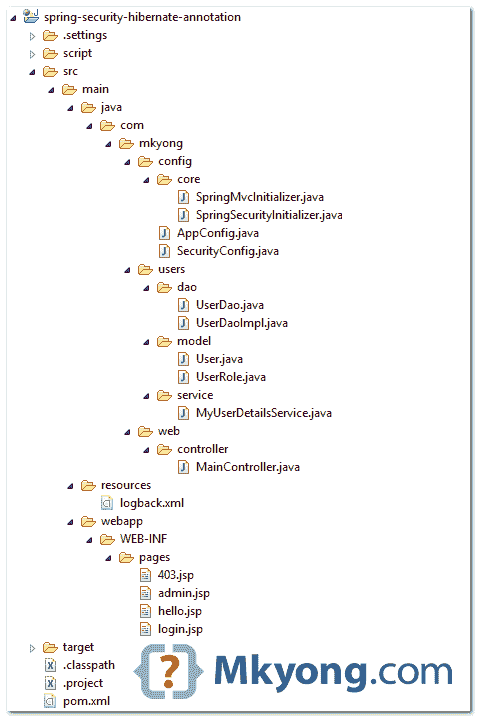 spring-security-hibernate-annotation
.settings
script
src
main
java
com
mkyong
config
core
SpringMvcInitializer.java
SpringSecurityInitializer.java
AppConfig.java
SecurityConfig.java
users
dao
UserDao.java
UserDaoImpl.java
model
User.java
UserRole.java
service
MyUserDetailsService.java
web
controller
MainController.java
resources
logback.xml
webapp
WEB-INF
pages
403.jsp
admin.jsp
hello.jsp
login.jsp
target
.classpath
.project
pom.xml
{?} Mkyong.com